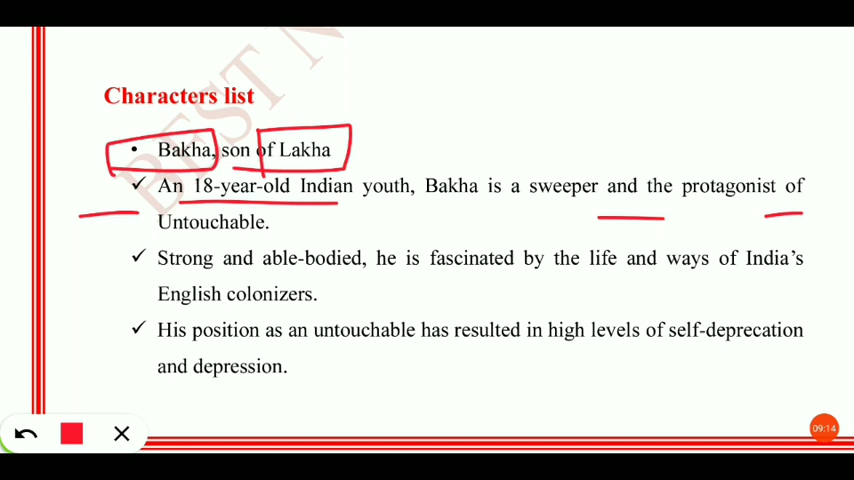 BEST N
Characters list
• Bakha, son of Lakha
✓ An 18-year-old Indian youth, Bakha is a sweeper and the protagonist of
Untouchable.
✓ Strong and able-bodied, he is fascinated by the life and ways of India's
English colonizers.
✓ His position as an untouchable has resulted in high levels of self-deprecation
and depression.
09:14